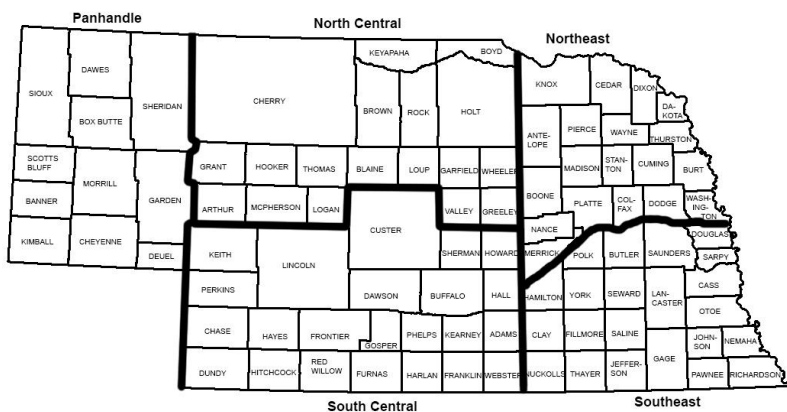 Panhandle
North Central
Northeast
KEYAPAHA
BOYD
DAWES
SIOUX
SHERIDAN
CHERRY
BOX BUTTE
BROWN
ROCK
HOLT
KNOX
CEDAR
DIXON
DA-
KOTA
ANTE-
LOPE
PIERCE
WAYNE
THURSTON
SCOTTS
BLUFF
MORRILL
GARDEN
GRANT
HOOKER
THOMAS
BLAINE
LOUP
GARFIELD
WHEELER
MADISON
STAN-
TON
CUMING
BURT
BANNER
ARTHUR
MCPHERSON
LOGAN
CUSTER
VALLEY
GREELEY
BOONE
PLATTE
COL-
FAX
DODGE
WASH-
ING-
TON
NANCE
KIMBALL
CHEYENNE
DEUEL
KEITH
LINCOLN
SHERMAN
HOWARD
MERRICK
POLK
BUTLER
SAUNDERS
DOUGLAS
SARPY
PERKINS
DAWSON
BUFFALO
HALL
HAMILTON
YORK
SEWARD
LAN-
CASTER
CASS
OTOE
CHASE
HAYES
FRONTIER
GOSPER
PHELPS
KEARNEY
ADAMS
CLAY
FILLMORE
SALINE
JOHN-
SON
NEMAHA
DUNDY
HITCHCOCK
RED
WILLOW
FURNAS
HARLAN
FRANKLIN
WEBSTER
NUCKOLLS
THAYER
JEFFER-
SON
GAGE
PAWNEE
RICHARDSON
South Central
Southeast